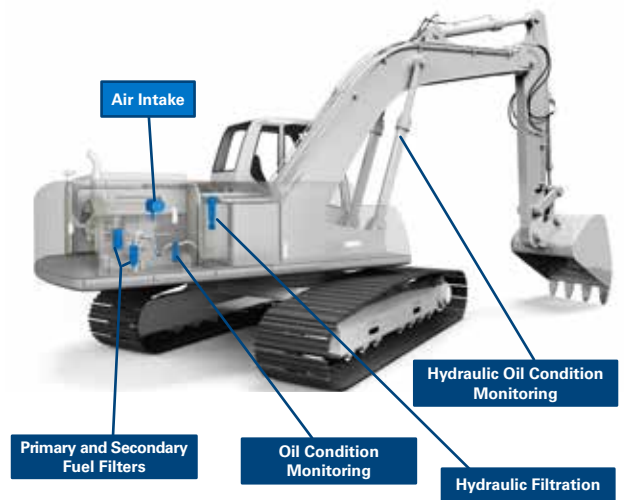 Air Intake
Hydraulic Oil Condition
Monitoring
Primary and Secondary
Fuel Filters
Oil Condition
Monitoring
Hydraulic Filtration